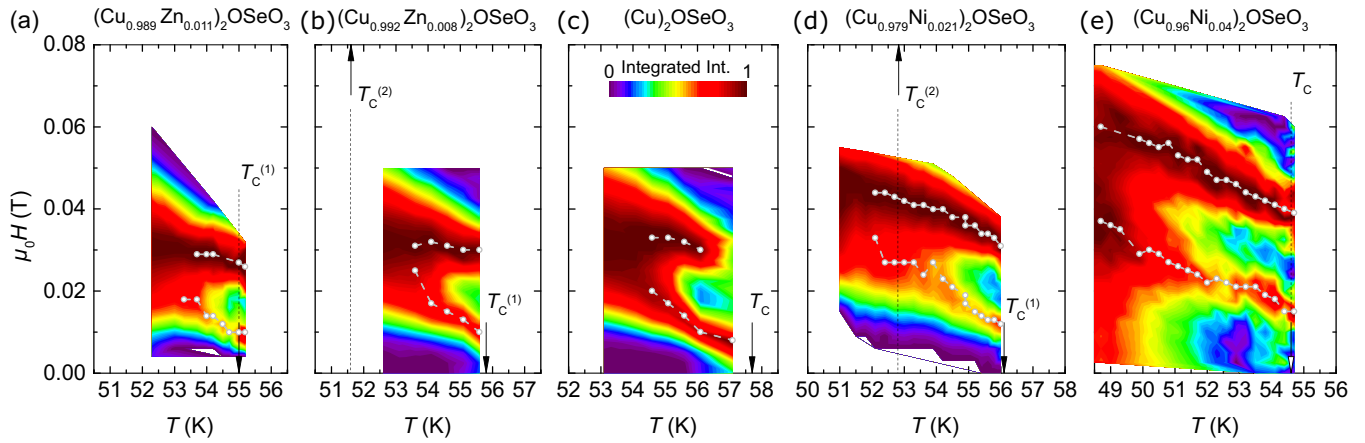 (a) (Cu0.989 Zn0.011)2OSeO3 (b) (Cu0.992 Zn0.008)2OSeO3 (c) (Cu)2OSeO3 (d) (Cu0.979Ni0.021)2OSeO3 (e) (Cu0.96Ni0.04)2OSeO3
0.08
0 Integrated Int. 1
TC(2) TC(2) TC
0.06
TC(1)
0.04
μ0H (T)
0.02
TC(1) TC TC(1)
0.00
51 52 53 54 55 56 51 52 53 54 55 56 57 52 53 54 55 56 57 58 50 51 52 53 54 55 56 57 58 49 50 51 52 53 54 55 56
T (K) T (K) T (K) T (K) T (K)